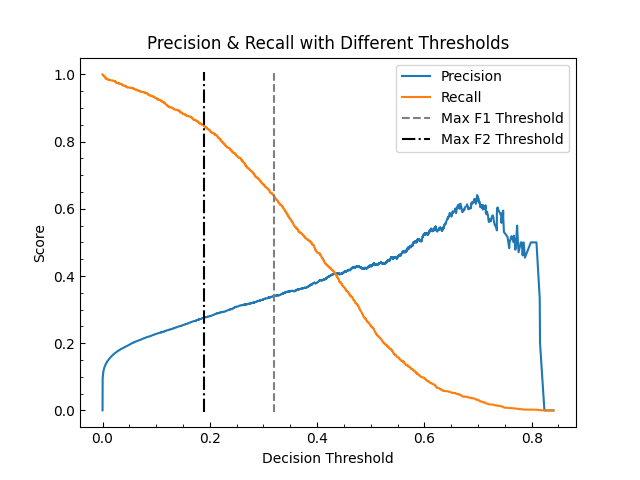 Precision & Recall with Different Thresholds
Precision
Recall
Max F1 Threshold
Max F2 Threshold
Score
1.0
0.8
0.6
0.4
0.2
0.0
0.0 0.2 0.4 0.6 0.8
Decision Threshold